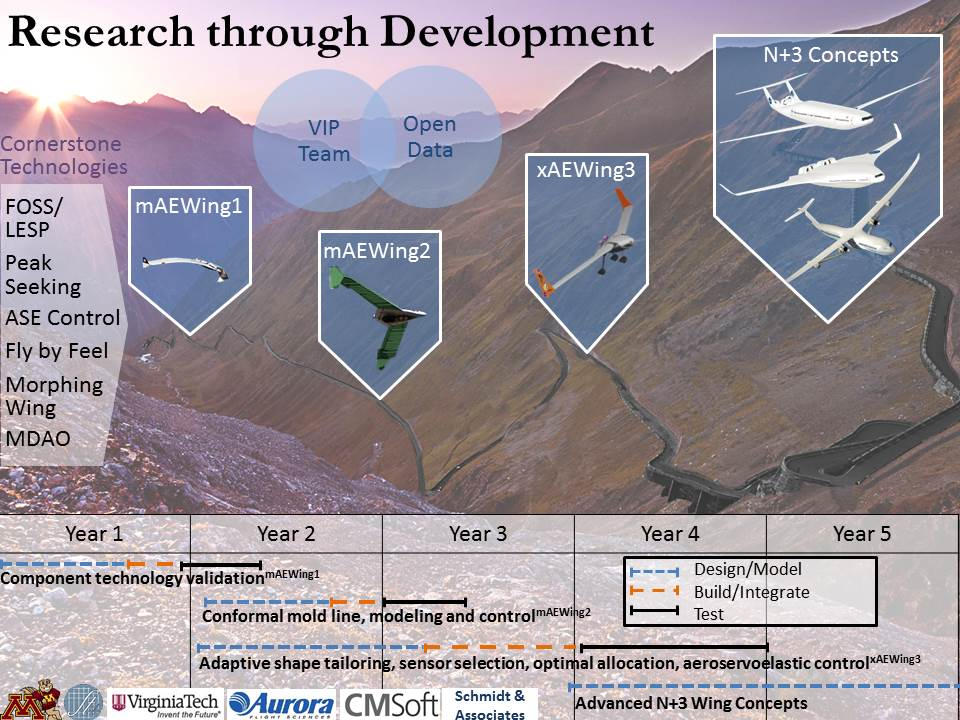 Research through Development
N+3 Concepts
VIP
Team
Open
Data
Cornerstone
Technologies
xAEWing3
mAEWing1
mAEWing2
FOSS/
LESP
Peak
Seeking
ASE Control
Fly by Feel
Morphing
Wing
MDAO
Year 1
Year 2
Year 3
Year 4
Year 5
Component technology validation mAEWing1
Design/Model
Build/Integrate
Test
Conformal mold line, modeling and control mAEWing2
Adaptive shape tailoring, sensor selection, optimal allocation, aeroservoelastic control xAEWing3
Advanced N+3 Wing Concepts
VirginiaTech
Invent the Future®
Aurora
FLIGHT SCIENCES
CMSoft
Schmidt &
Associates